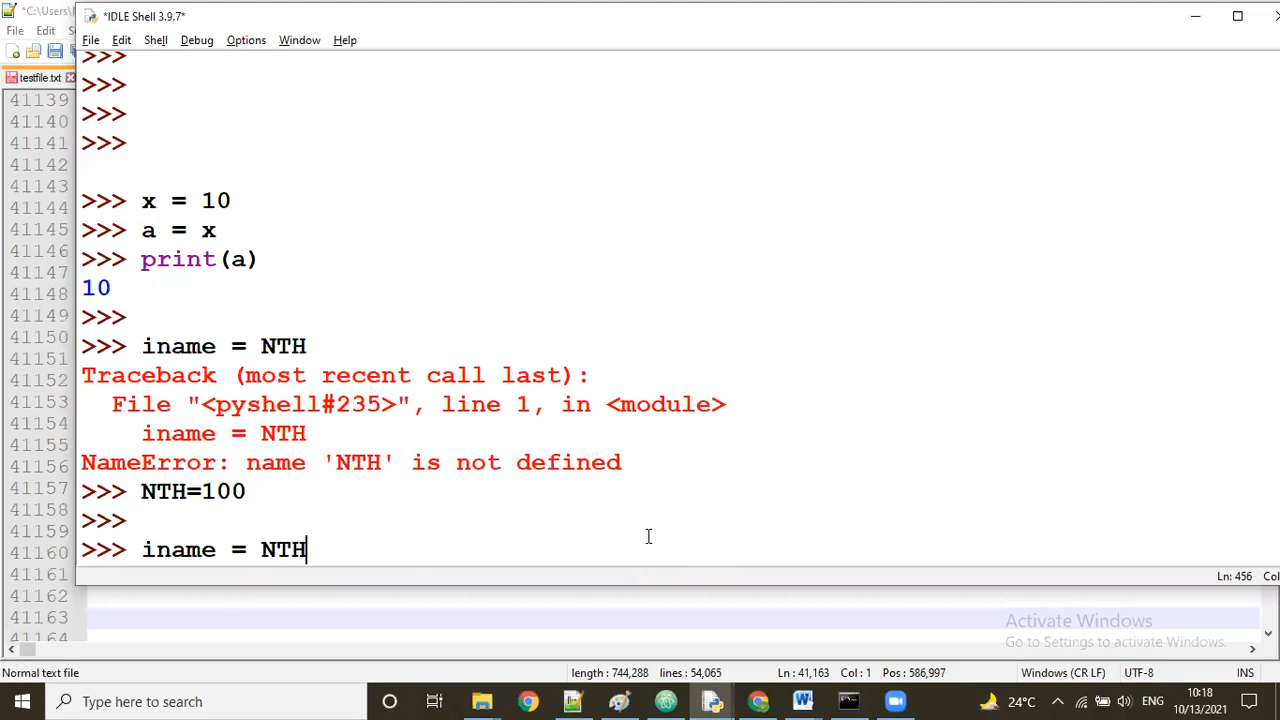 *C:\Users\
*IDLE Shell 3.9.7*
File Edit S
File Edit Shell Debug Options Window Help
testfile.txt
41139
41140
41141
41142
41143
41144
41145
41146
41147
41148
41149
41150
41151
41152
41153
41154
41155
41156
41157
41158
41159
41160
41161
41162
41163
41164
>>>
>>>
>>>
>>>
>>> x = 10
>>> a = x
>>> print(a)
10
>>>
>>> iname = NTH
Traceback (most recent call last):
File "<pyshell#235>", line 1, in <module>
iname = NTH
NameError: name 'NTH' is not defined
>>> NTH=100
>>>
>>> iname = NTH
Ln: 456 Col
Activate Windows
Go to Settings to activate Windows.
Normal text file length : 744,288 lines : 54,065 Ln : 41,163 Col : 1 Pos : 586,997 Windows (CR LF) UTF-8 INS
Type here to search 24°C ENG 10:18
10/13/2021